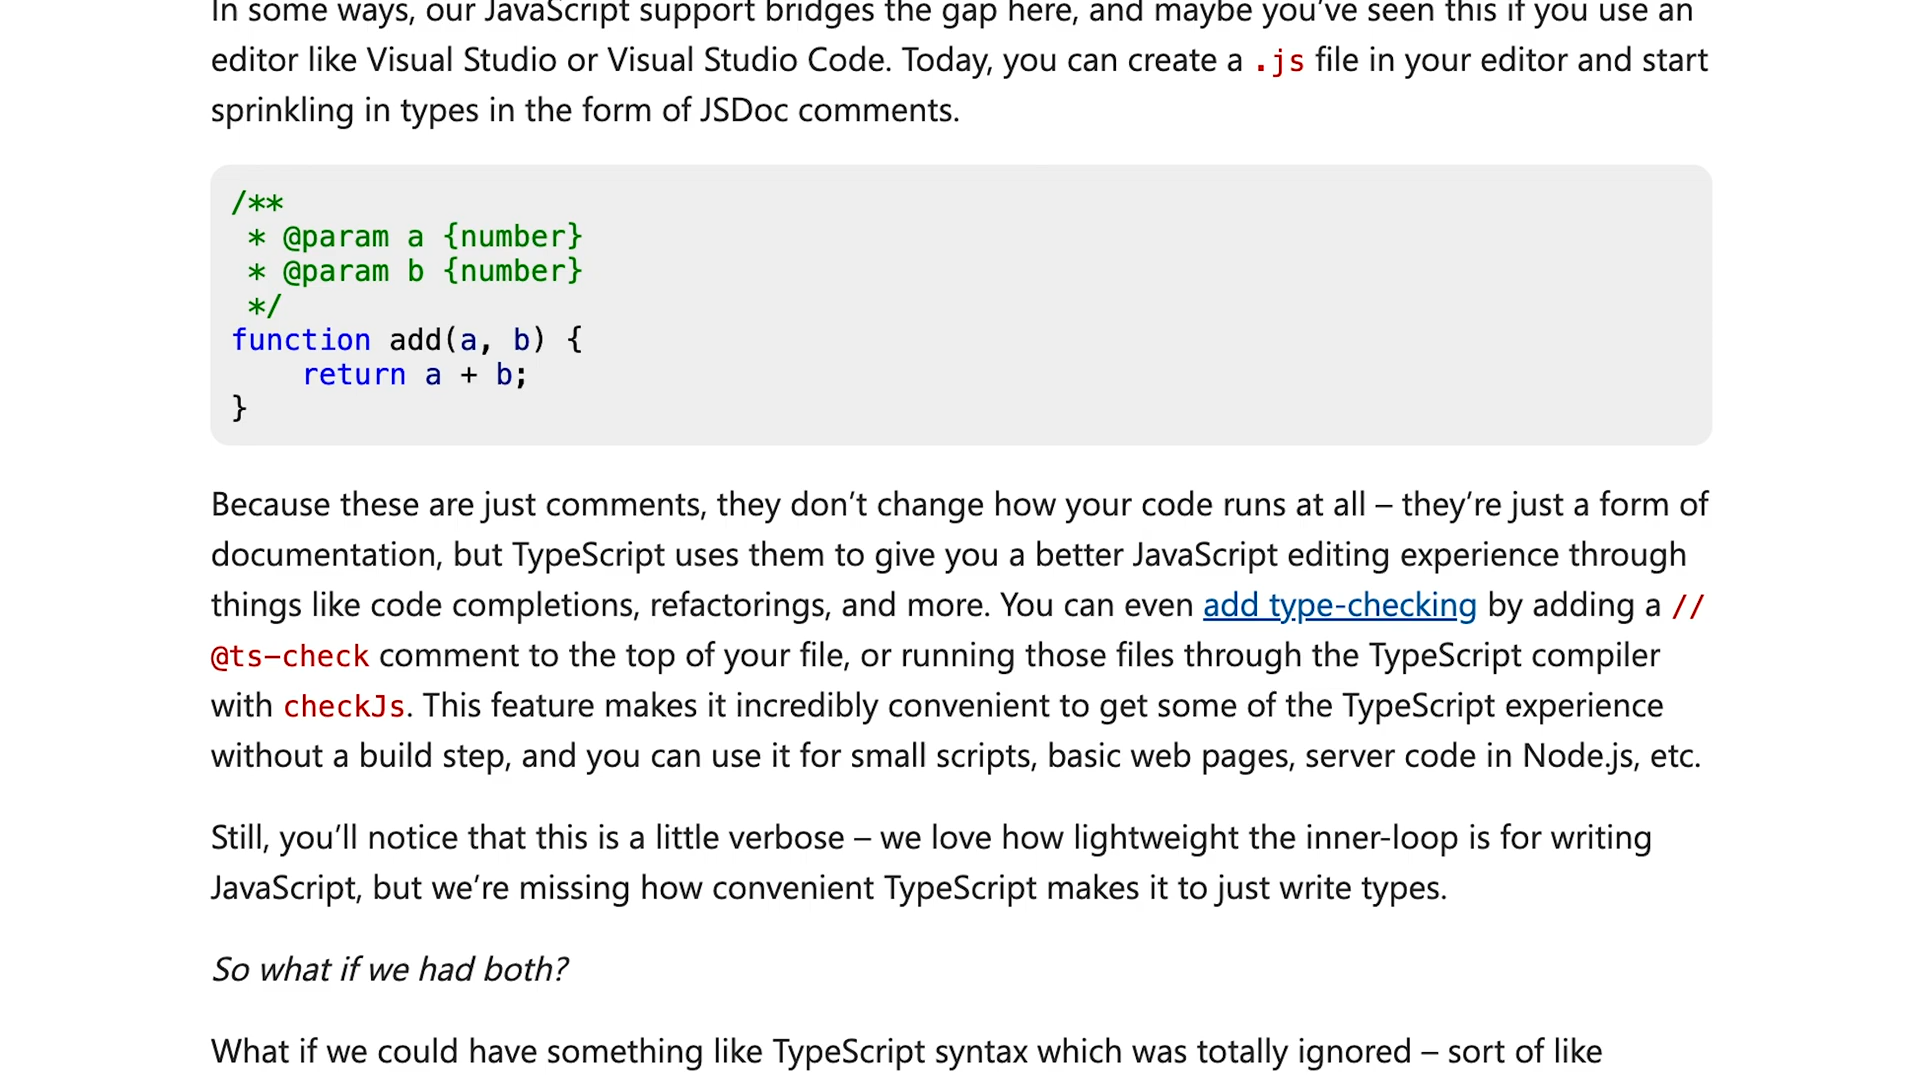 In some ways, our JavaScript support bridges the gap here, and maybe you’ve seen this if you use an
editor like Visual Studio or Visual Studio Code. Today, you can create a .js file in your editor and start
sprinkling in types in the form of JSDoc comments.
/**
 * @param a {number}
 * @param b {number}
 */
function add(a, b) {
    return a + b;
}
Because these are just comments, they don’t change how your code runs at all – they’re just a form of
documentation, but TypeScript uses them to give you a better JavaScript editing experience through
things like code completions, refactorings, and more. You can even add type-checking by adding a //
@ts-check comment to the top of your file, or running those files through the TypeScript compiler
with checkJs. This feature makes it incredibly convenient to get some of the TypeScript experience
without a build step, and you can use it for small scripts, basic web pages, server code in Node.js, etc.
Still, you’ll notice that this is a little verbose – we love how lightweight the inner-loop is for writing
JavaScript, but we’re missing how convenient TypeScript makes it to just write types.
So what if we had both?
What if we could have something like TypeScript syntax which was totally ignored – sort of like